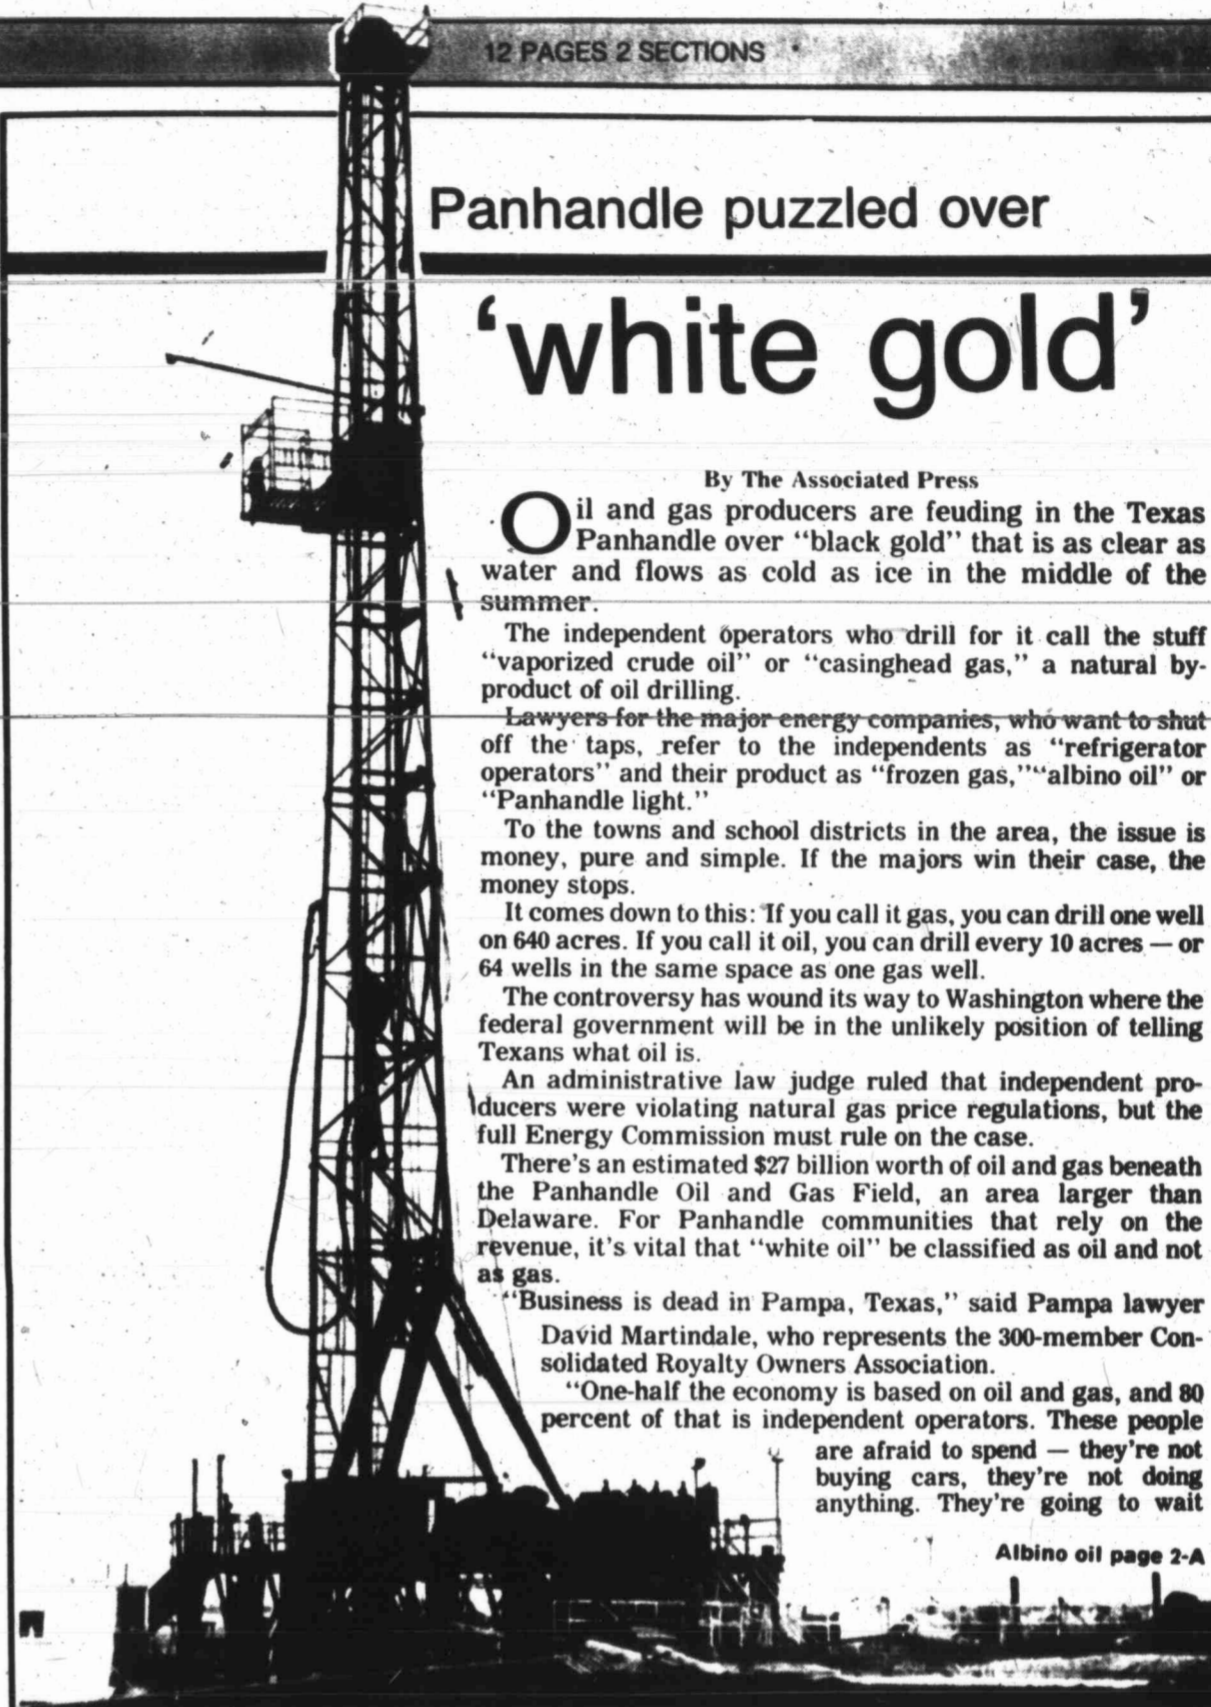 12 PAGES 2 SECTIONS
Panhandle puzzled over
‘white gold’
By The Associated Press
Oil and gas producers are feuding in the Texas
Panhandle over “black gold” that is as clear as
water and flows as cold as ice in the middle of the
summer.
The independent operators who drill for it call the stuff
“vaporized crude oil” or “casinghead gas,” a natural by-
product of oil drilling.
Lawyers for the major energy companies, who want to shut
off the taps, refer to the independents as “refrigerator
operators” and their product as “frozen gas,”“albino oil” or
“Panhandle light.”
To the towns and school districts in the area, the issue is
money, pure and simple. If the majors win their case, the
money stops.
It comes down to this: If you call it gas, you can drill one well
on 640 acres. If you call it oil, you can drill every 10 acres — or
64 wells in the same space as one gas well.
The controversy has wound its way to Washington where the
federal government will be in the unlikely position of telling
Texans what oil is.
An administrative law judge ruled that independent pro-
ducers were violating natural gas price regulations, but the
full Energy Commission must rule on the case.
There’s an estimated $27 billion worth of oil and gas beneath
the Panhandle Oil and Gas Field, an area larger than
Delaware. For Panhandle communities that rely on the
revenue, it’s vital that “white oil” be classified as oil and not
as gas.
“Business is dead in Pampa, Texas,” said Pampa lawyer
David Martindale, who represents the 300-member Con-
solidated Royalty Owners Association.
“One-half the economy is based on oil and gas, and 80
percent of that is independent operators. These people
are afraid to spend — they’re not
buying cars, they’re not doing
anything. They’re going to wait
Albino oil page 2-A